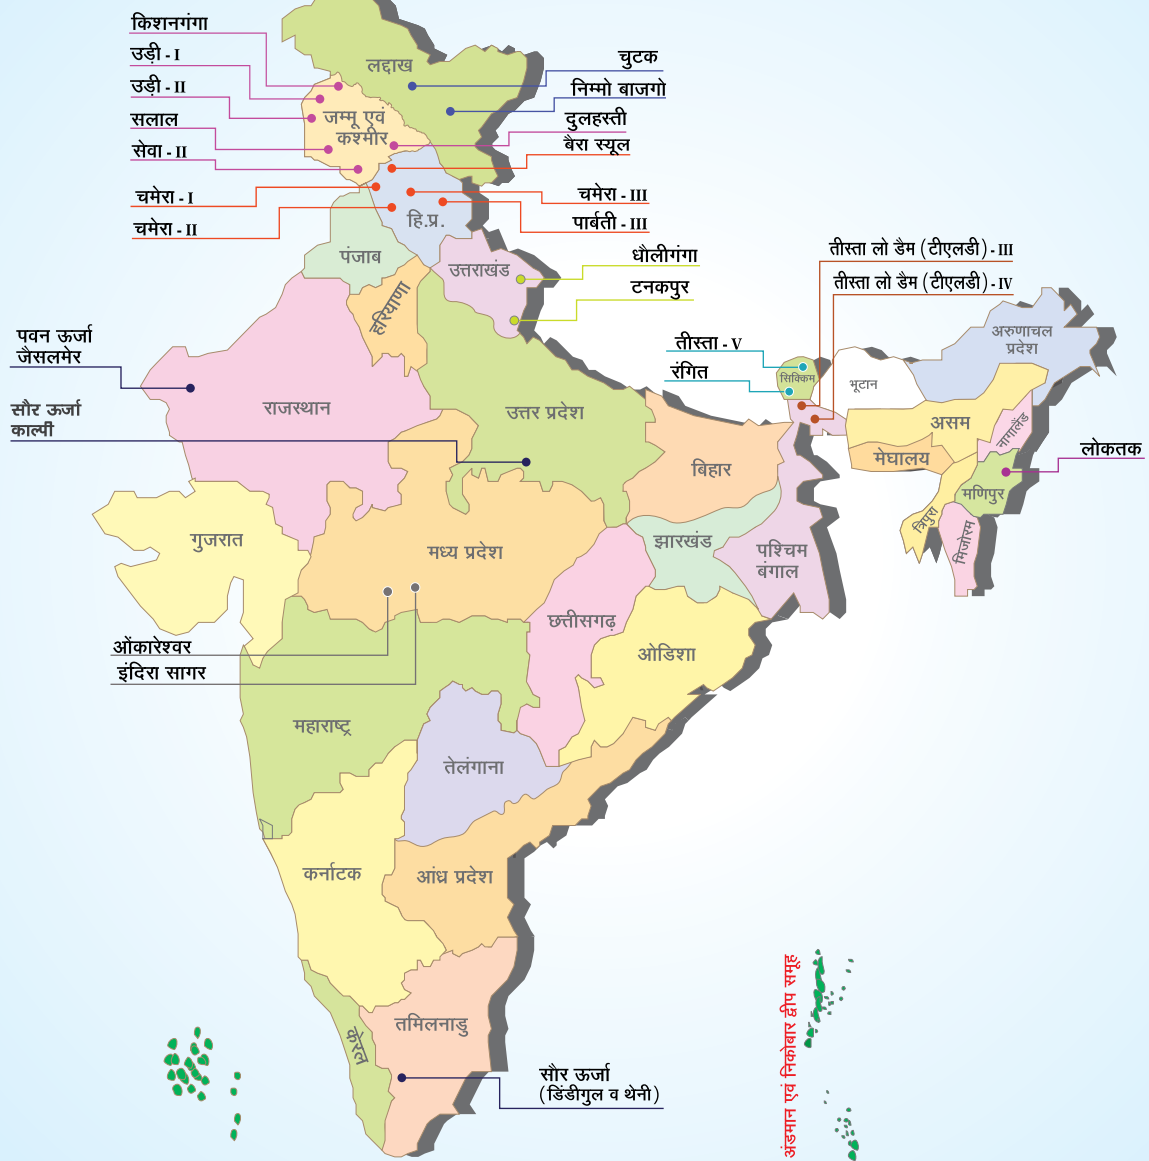 किशनगंगा
उड़ी - I
उड़ी - II
सलाल
सेवा - II
चमेरा - I
चमेरा - II
चुटक
निम्मो बाजगो
दुलहस्ती
बैरा स्यूल
चमेरा - III
पार्बती - III
लद्दाख
जम्मू एवं
कश्मीर
हि.प्र.
पंजाब
उत्तराखंड
हरियाणा
धौलीगंगा
टनकपुर
तीस्ता लो डैम (टीएलडी) - III
तीस्ता लो डैम (टीएलडी) - IV
तीस्ता - V
रंगित
सिक्किम
भूटान
अरुणाचल
प्रदेश
असम
नागालैंड
मेघालय
मणिपुर
लोकतक
त्रिपुरा
मिजोरम
पवन ऊर्जा
जैसलमेर
सौर ऊर्जा
काल्पी
राजस्थान
उत्तर प्रदेश
बिहार
गुजरात
मध्य प्रदेश
झारखंड
पश्चिम
बंगाल
छत्तीसगढ़
ओंकारेश्वर
इंदिरा सागर
ओडिशा
महाराष्ट्र
तेलंगाना
कर्नाटक
आंध्र प्रदेश
तमिलनाडु
केरल
सौर ऊर्जा
(डिंडीगुल व थेनी)
अंडमान एवं निकोबार द्वीप समूह